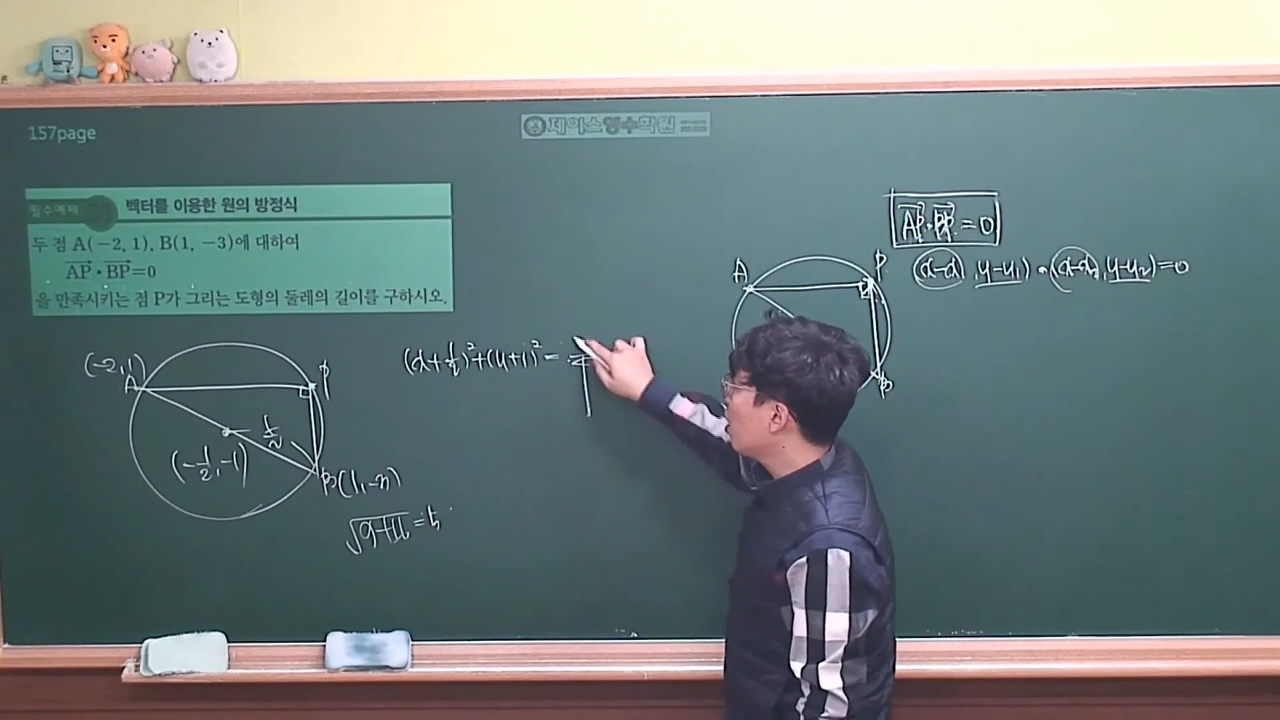 157page
제이스영수학원
필수예제
벡터를 이용한 원의 방정식
두 점 A(−2, 1), B(1, −3)에 대하여
AP · BP=0
을 만족시키는 점 P가 그리는 도형의 둘레의 길이를 구하시오.
AP · BP = 0
(x−x₁, y−y₁) · (x−x₂, y−y₂)=0
A
P
B
(x+1/2)²+(y+1)² =
(−2,1)
A
P
(−1/2, −1)
B(1,−3)
√9+16 = 5